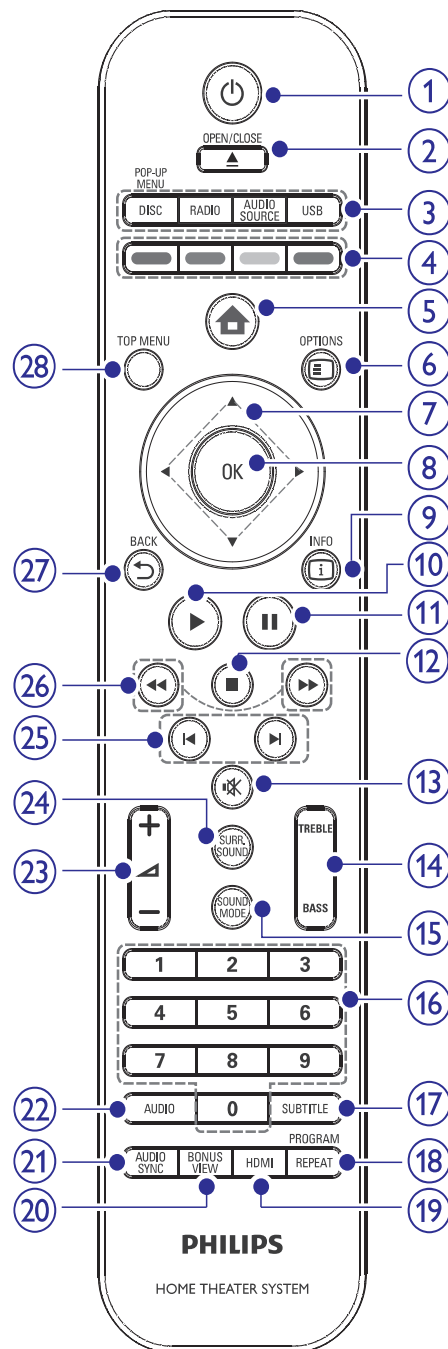 1
OPEN/CLOSE
2
POP-UP
MENU
DISC
RADIO
AUDIO
SOURCE
USB
3
4
5
TOP MENU
OPTIONS
28
6
7
OK
8
9
BACK
INFO
i
27
10
11
12
26
25
13
24
SURR
SOUND
TREBLE
23
14
SOUND
MODE
BASS
15
1 2 3
16
4 5 6
7 8 9
22
AUDIO
0
SUBTITLE
17
PROGRAM
21
AUDIO
SYNC
BONUS
VIEW
HDMI
REPEAT
18
20
19
PHILIPS
HOME THEATER SYSTEM